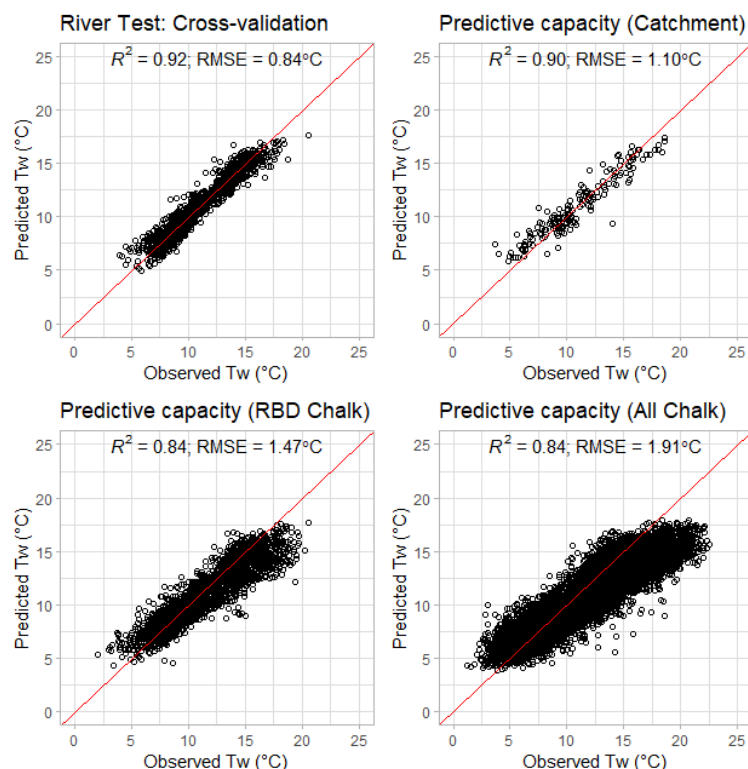 River Test: Cross-validation
R² = 0.92; RMSE = 0.84°C
25
20
15
10
5
0
Predicted Tw (°C)
0 5 10 15 20 25
Observed Tw (°C)
Predictive capacity (Catchment)
R² = 0.90; RMSE = 1.10°C
25
20
15
10
5
0
Predicted Tw (°C)
0 5 10 15 20 25
Observed Tw (°C)
Predictive capacity (RBD Chalk)
R² = 0.84; RMSE = 1.47°C
25
20
15
10
5
0
Predicted Tw (°C)
0 5 10 15 20 25
Observed Tw (°C)
Predictive capacity (All Chalk)
R² = 0.84; RMSE = 1.91°C
25
20
15
10
5
0
Predicted Tw (°C)
0 5 10 15 20 25
Observed Tw (°C)